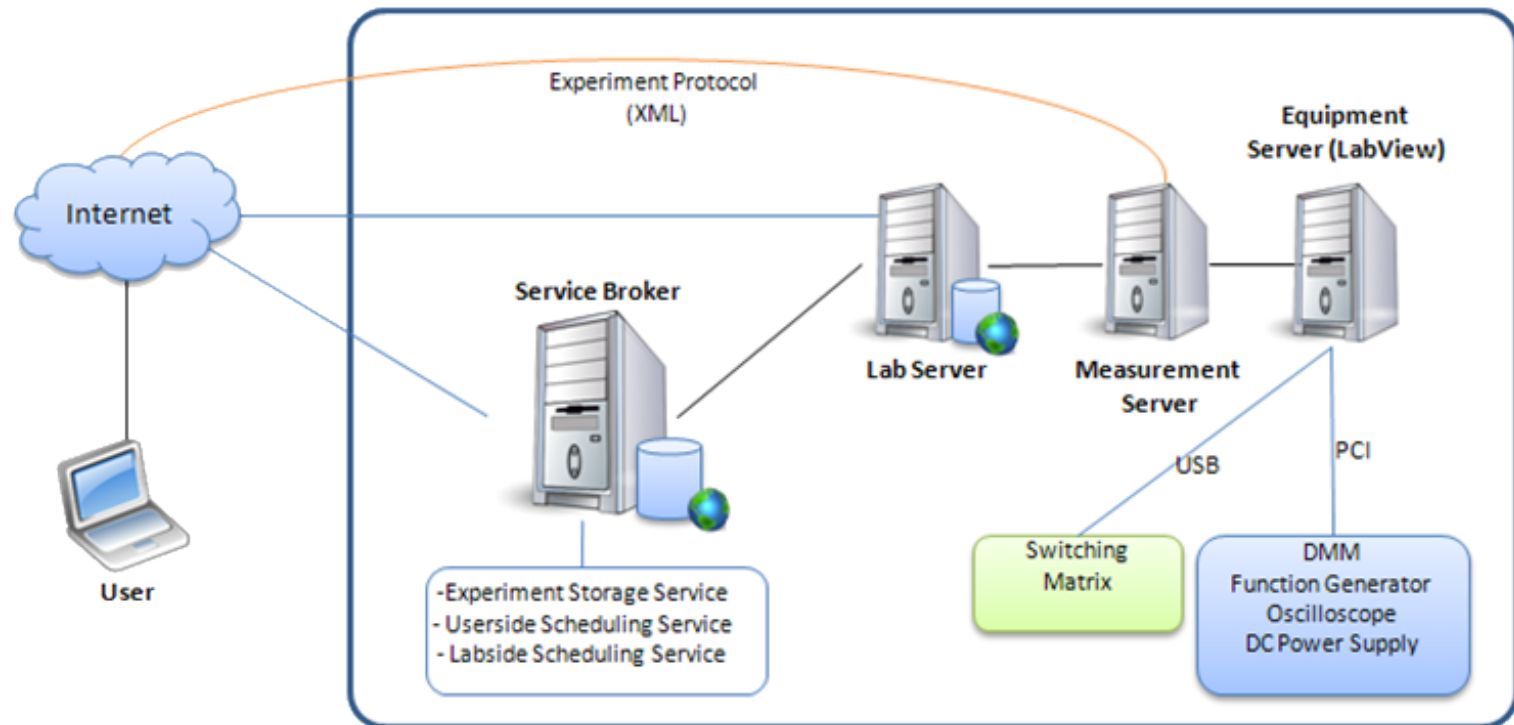 Experiment Protocol
(XML)
Equipment
Server (LabView)
Internet
Service Broker
Lab Server
Measurement
Server
USB
PCI
User
-Experiment Storage Service
- Userside Scheduling Service
- Labside Scheduling Service
Switching
Matrix
DMM
Function Generator
Oscilloscope
DC Power Supply